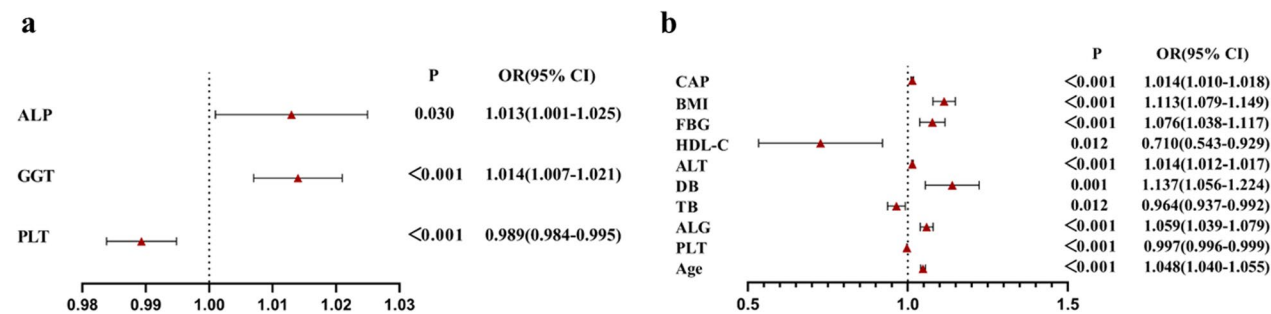 a
P OR(95% CI)
ALP 0.030 1.013(1.001-1.025)
GGT <0.001 1.014(1.007-1.021)
PLT <0.001 0.989(0.984-0.995)
0.98 0.99 1.00 1.01 1.02 1.03
b
P OR(95% CI)
CAP <0.001 1.014(1.010-1.018)
BMI <0.001 1.113(1.079-1.149)
FBG <0.001 1.076(1.038-1.117)
HDL-C 0.012 0.710(0.543-0.929)
ALT <0.001 1.014(1.012-1.017)
DB 0.001 1.137(1.056-1.224)
TB 0.012 0.964(0.937-0.992)
ALG <0.001 1.059(1.039-1.079)
PLT <0.001 0.997(0.996-0.999)
Age <0.001 1.048(1.040-1.055)
0.5 1.0 1.5